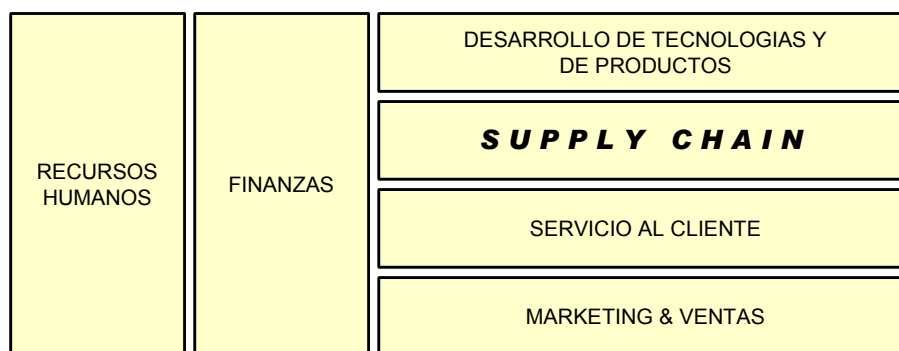 RECURSOS
HUMANOS
FINANZAS
DESARROLLO DE TECNOLOGIAS Y
DE PRODUCTOS
SUPPLY CHAIN
SERVICIO AL CLIENTE
MARKETING & VENTAS